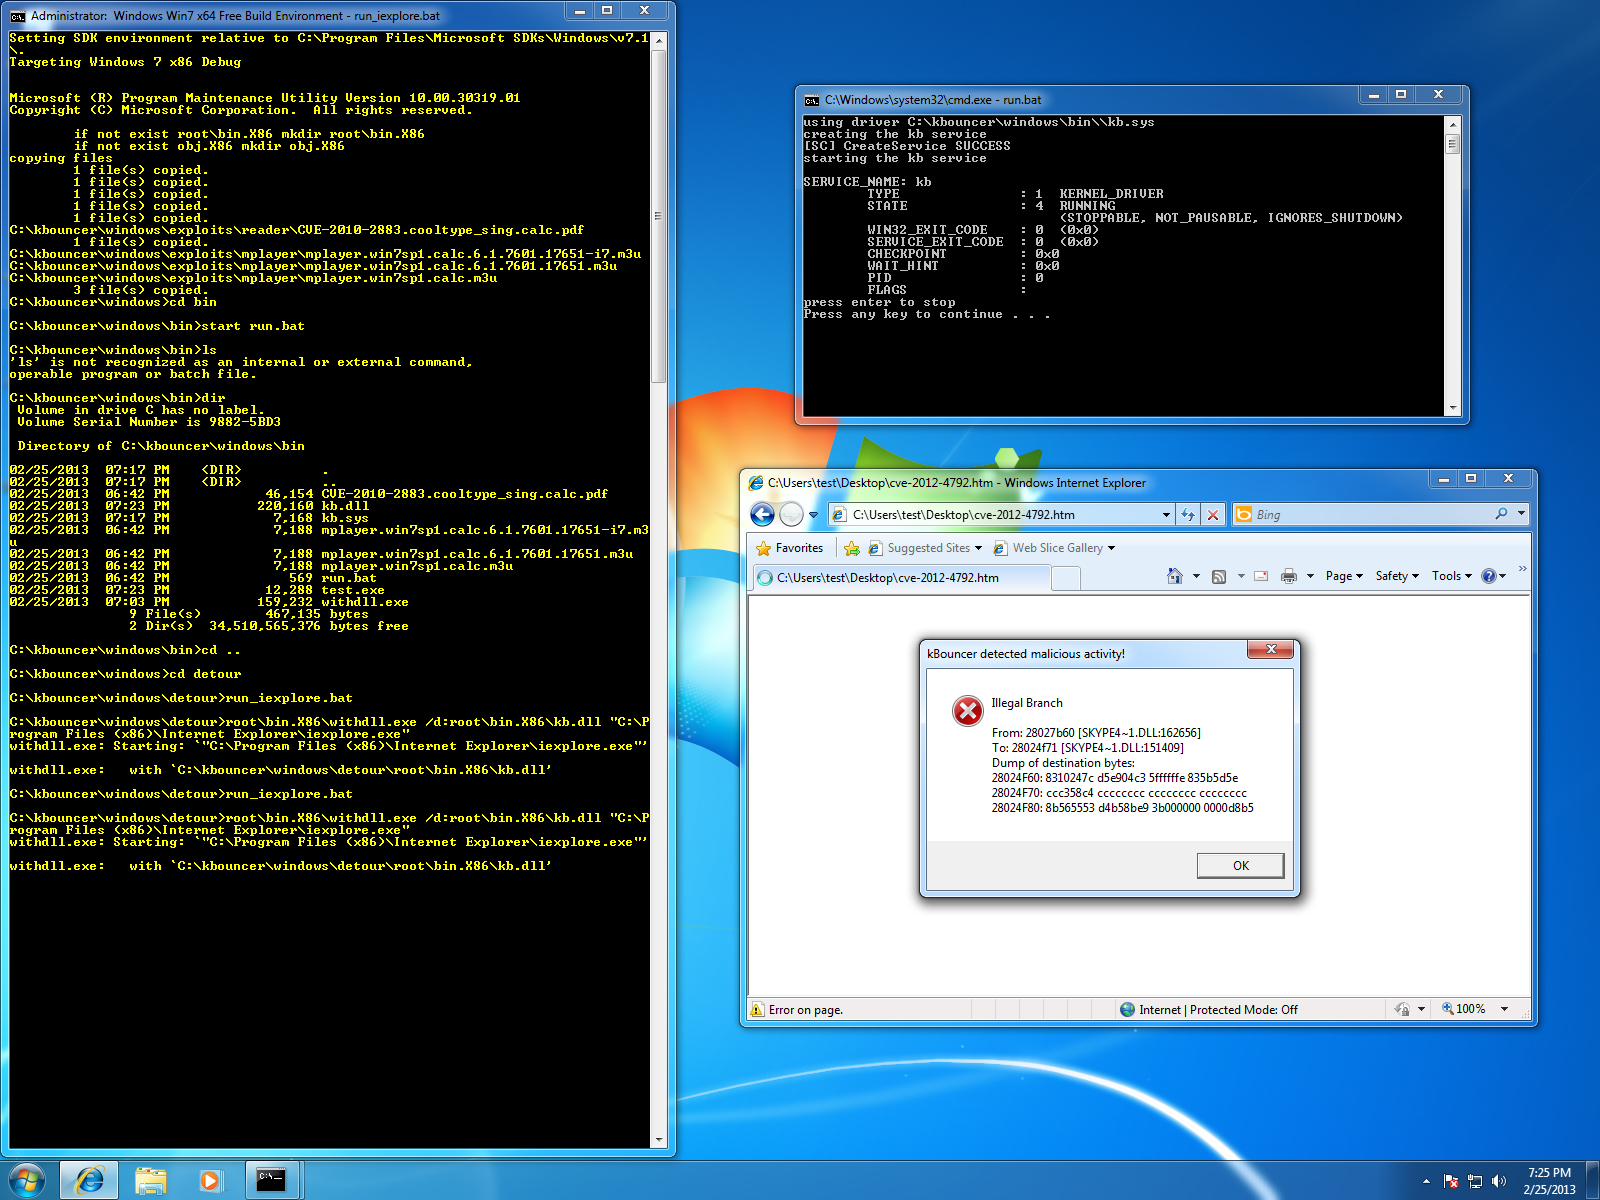 Administrator:  Windows Win7 x64 Free Build Environment - run_iexplore.bat
Setting SDK environment relative to C:\Program Files\Microsoft SDKs\Windows\v7.1
\.
Targeting Windows 7 x86 Debug
Microsoft (R) Program Maintenance Utility Version 10.00.30319.01
Copyright (C) Microsoft Corporation.  All rights reserved.
if not exist root\bin.X86 mkdir root\bin.X86
if not exist obj.X86 mkdir obj.X86
copying files
1 file(s) copied.
1 file(s) copied.
1 file(s) copied.
1 file(s) copied.
1 file(s) copied.
C:\kbouncer\windows\exploits\reader\CVE-2010-2883.cooltype_sing.calc.pdf
1 file(s) copied.
C:\kbouncer\windows\exploits\mplayer\mplayer.win7sp1.calc.6.1.7601.17651-i7.m3u
C:\kbouncer\windows\exploits\mplayer\mplayer.win7sp1.calc.6.1.7601.17651.m3u
C:\kbouncer\windows\exploits\mplayer\mplayer.win7sp1.calc.m3u
3 file(s) copied.
C:\kbouncer\windows>cd bin
C:\kbouncer\windows\bin>start run.bat
C:\kbouncer\windows\bin>ls
'ls' is not recognized as an internal or external command,
operable program or batch file.
C:\kbouncer\windows\bin>dir
Volume in drive C has no label.
Volume Serial Number is 9882-5BD3
Directory of C:\kbouncer\windows\bin
02/25/2013  07:17 PM    <DIR>          .
02/25/2013  07:17 PM    <DIR>          ..
02/25/2013  06:42 PM            46,154 CVE-2010-2883.cooltype_sing.calc.pdf
02/25/2013  07:23 PM           220,160 kb.dll
02/25/2013  07:17 PM             7,168 kb.sys
02/25/2013  06:42 PM             7,188 mplayer.win7sp1.calc.6.1.7601.17651-i7.m3
u
02/25/2013  06:42 PM             7,188 mplayer.win7sp1.calc.6.1.7601.17651.m3u
02/25/2013  06:42 PM             7,188 mplayer.win7sp1.calc.m3u
02/25/2013  06:42 PM               569 run.bat
02/25/2013  07:23 PM            12,288 test.exe
02/25/2013  07:03 PM           159,232 withdll.exe
9 File(s)        467,135 bytes
2 Dir(s)  34,510,565,376 bytes free
C:\kbouncer\windows\bin>cd ..
C:\kbouncer\windows>cd detour
C:\kbouncer\windows\detour>run_iexplore.bat
C:\kbouncer\windows\detour>root\bin.X86\withdll.exe /d:root\bin.X86\kb.dll "C:\P
rogram Files (x86)\Internet Explorer\iexplore.exe"
withdll.exe: Starting: `"C:\Program Files (x86)\Internet Explorer\iexplore.exe"'
withdll.exe:   with `C:\kbouncer\windows\detour\root\bin.X86\kb.dll'
C:\kbouncer\windows\detour>run_iexplore.bat
C:\kbouncer\windows\detour>root\bin.X86\withdll.exe /d:root\bin.X86\kb.dll "C:\P
rogram Files (x86)\Internet Explorer\iexplore.exe"
withdll.exe: Starting: `"C:\Program Files (x86)\Internet Explorer\iexplore.exe"'
withdll.exe:   with `C:\kbouncer\windows\detour\root\bin.X86\kb.dll'
C:\Windows\system32\cmd.exe - run.bat
using driver C:\kbouncer\windows\bin\\kb.sys
creating the kb service
[SC] CreateService SUCCESS
starting the kb service
SERVICE_NAME: kb
TYPE               : 1  KERNEL_DRIVER
STATE              : 4  RUNNING
(STOPPABLE, NOT_PAUSABLE, IGNORES_SHUTDOWN)
WIN32_EXIT_CODE    : 0  (0x0)
SERVICE_EXIT_CODE  : 0  (0x0)
CHECKPOINT         : 0x0
WAIT_HINT          : 0x0
PID                : 0
FLAGS              :
press enter to stop
Press any key to continue . . .
C:\Users\test\Desktop\cve-2012-4792.htm - Windows Internet Explorer
C:\Users\test\Desktop\cve-2012-4792.htm
Bing
Favorites
Suggested Sites
Web Slice Gallery
C:\Users\test\Desktop\cve-2012-4792.htm
Page
Safety
Tools
kBouncer detected malicious activity!
Illegal Branch
From: 28027b60 [SKYPE4~1.DLL:162656]
To: 28024f71 [SKYPE4~1.DLL:151409]
Dump of destination bytes:
28024F60: 8310247c d5e904c3 5ffffffe 835b5d5e
28024F70: ccc358c4 cccccccc cccccccc cccccccc
28024F80: 8b565553 d4b58be9 3b000000 0000d8b5
OK
Error on page.
Internet | Protected Mode: Off
100%
7:25 PM
2/25/2013